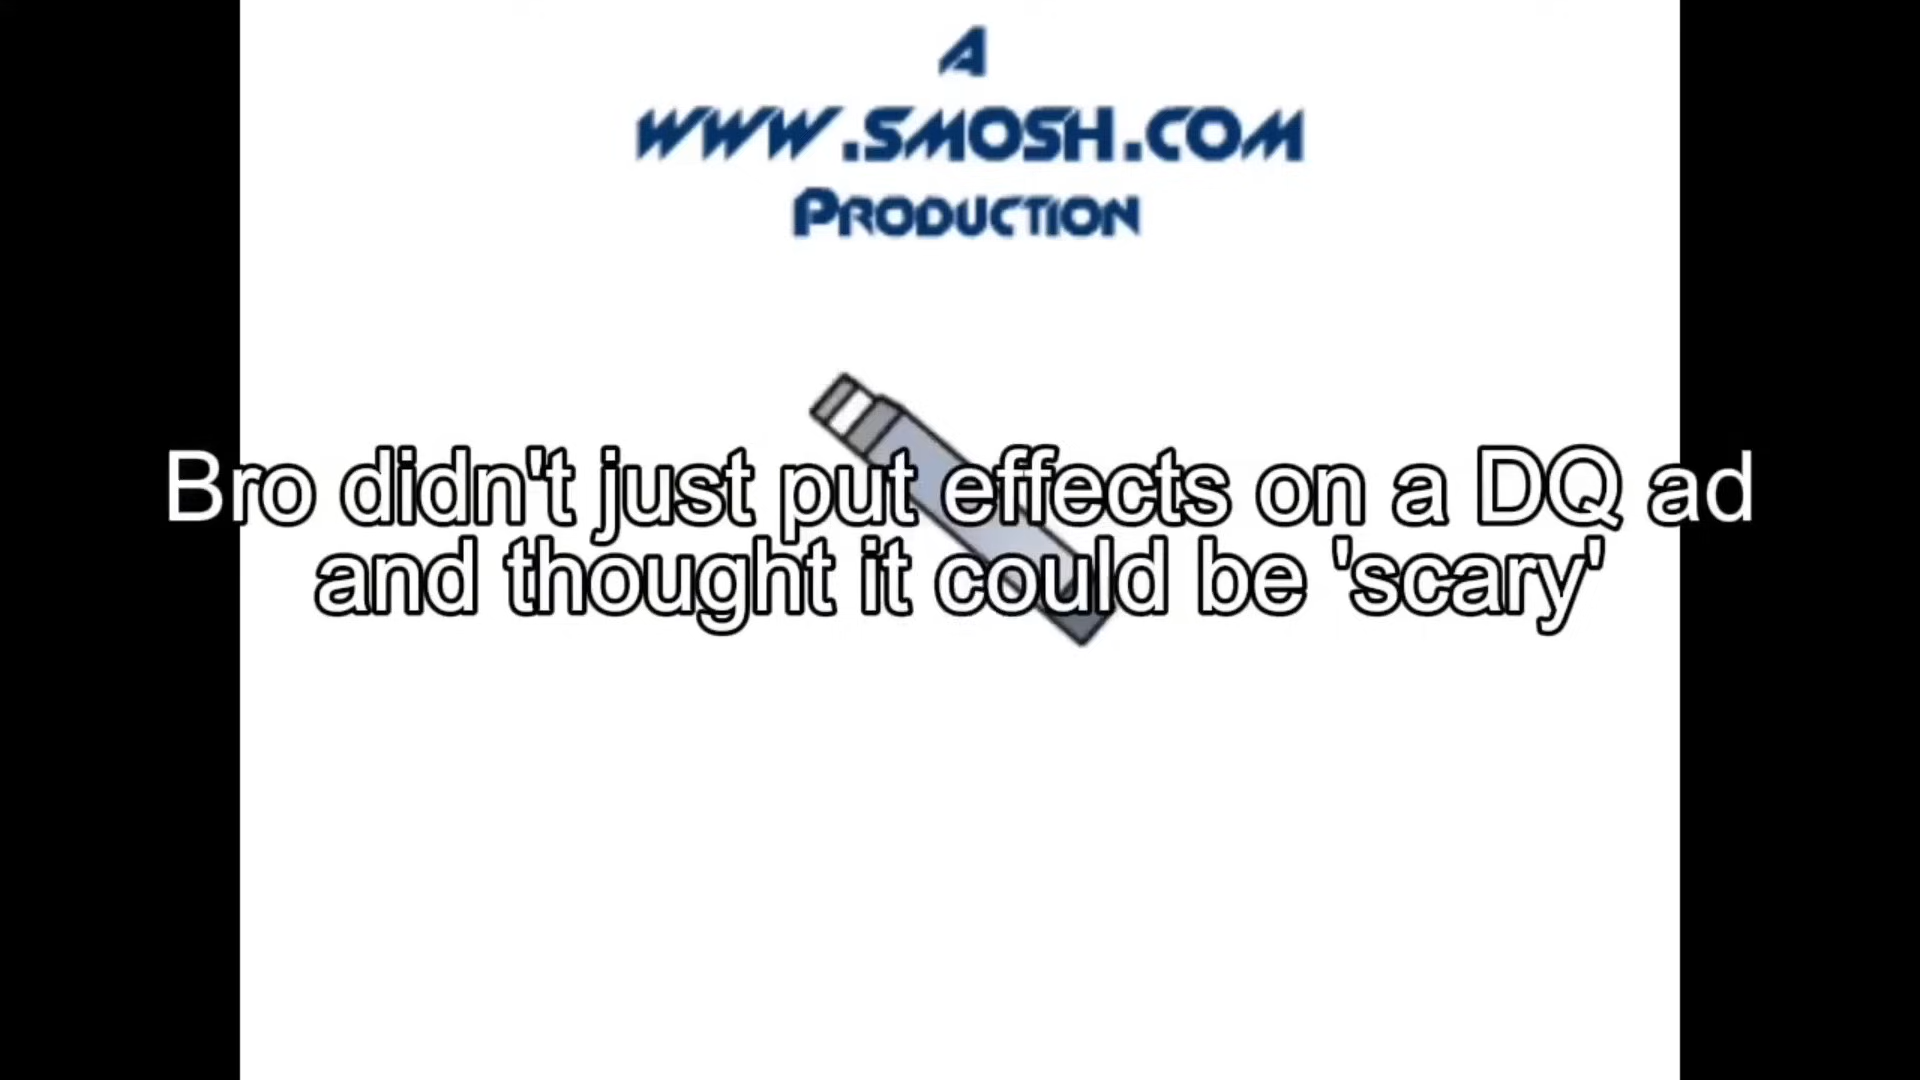 A
WWW.SMOSH.COM
PRODUCTION
Bro didn't just put effects on a DQ ad
and thought it could be 'scary'